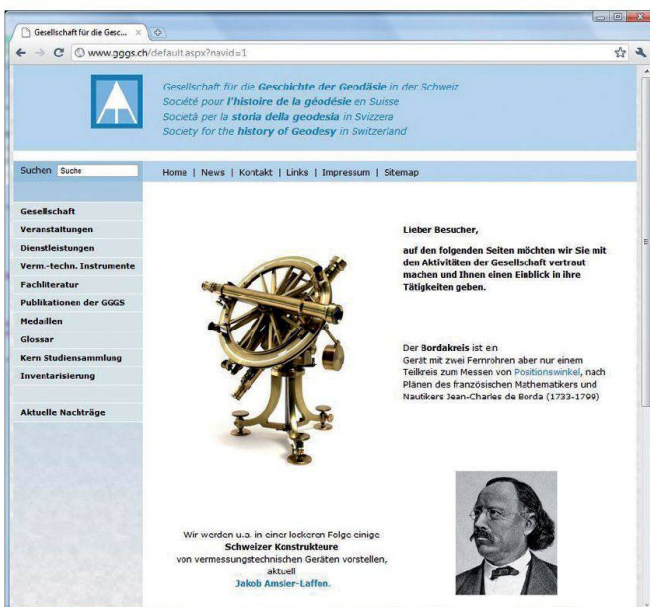 Gesellschaft für die Gesc...
www.gggs.ch/default.aspx?navid=1
Gesellschaft für die Geschichte der Geodäsie in der Schweiz
Société pour l'histoire de la géodésie en Suisse
Società per la storia della geodesia in Svizzera
Society for the history of Geodesy in Switzerland
Suchen Suche
Home | News | Kontakt | Links | Impressum | Sitemap
Gesellschaft
Veranstaltungen
Dienstleistungen
Verm.-techn. Instrumente
Fachliteratur
Publikationen der GGGS
Medaillen
Glossar
Kern Studiensammlung
Inventarisierung
Aktuelle Nachträge
Lieber Besucher,
auf den folgenden Seiten möchten wir Sie mit
den Aktivitäten der Gesellschaft vertraut
machen und Ihnen einen Einblick in ihre
Tätigkeiten geben.
Der Bordakreis ist ein
Gerät mit zwei Fernrohren aber nur einem
Teilkreis zum Messen von Positionswinkel, nach
Plänen des französischen Mathematikers und
Nautikers Jean-Charles de Borda (1733-1799)
Wir werden u.a. in einer lockeren Folge einige
Schweizer Konstrukteure
von vermessungstechnischen Geräten vorstellen,
aktuell
Jakob Amsler-Laffon.